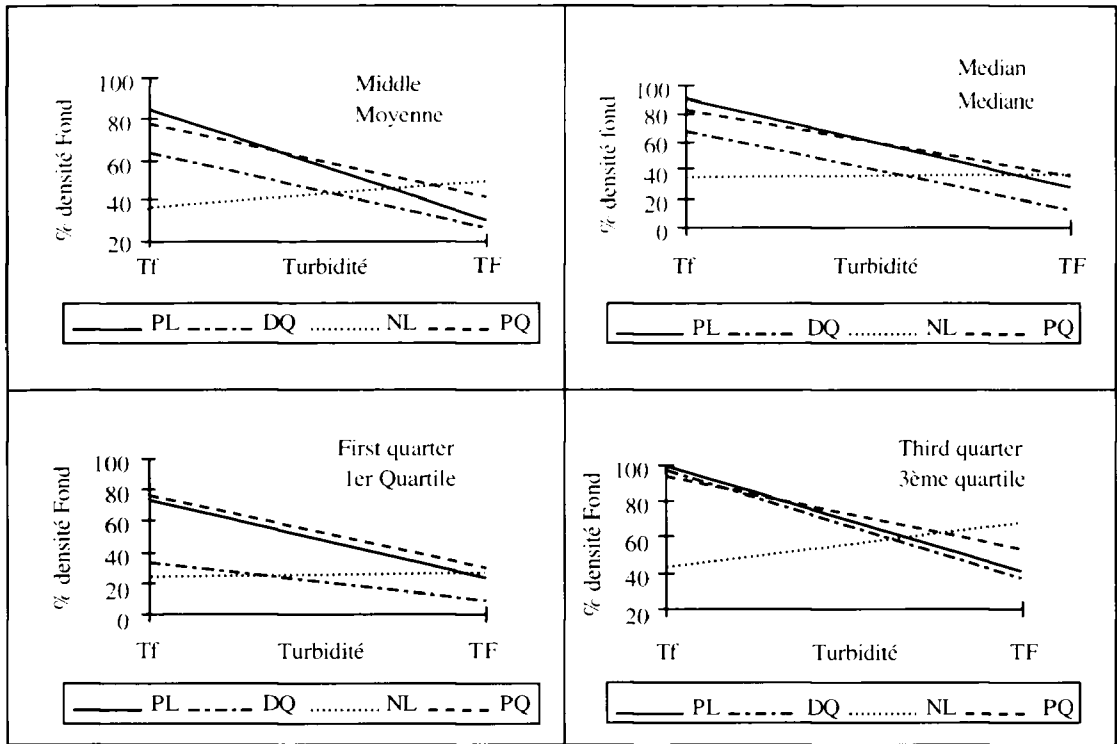 Middle
Moyenne
% densité Fond
100
80
60
40
20
Tf Turbidité TF
PL DQ NL PQ
Median
Mediane
% densité fond
100
80
60
40
20
0
Tf Turbidité TF
PL DQ NL PQ
First quarter
1er Quartile
% densité Fond
100
80
60
40
20
0
Tf Turbidité TF
PL DQ NL PQ
Third quarter
3ème quartile
% densité Fond
100
80
60
40
20
Tf Turbidité TF
PL DQ NL PQ